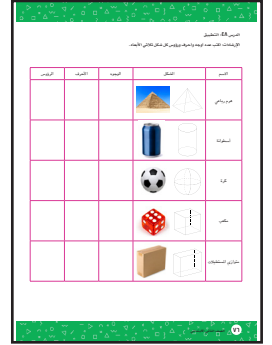 الدرس ٤٨: التطبيق
الإرشادات: اكتب عدد أوجه وأحرف ورؤوس كل شكل ثلاثي الأبعاد.
الاسم الشكل الوجوه الأحرف الرؤوس
هرم رباعي
أسطوانة
كرة
مكعب
متوازي المستطيلات
٧٦